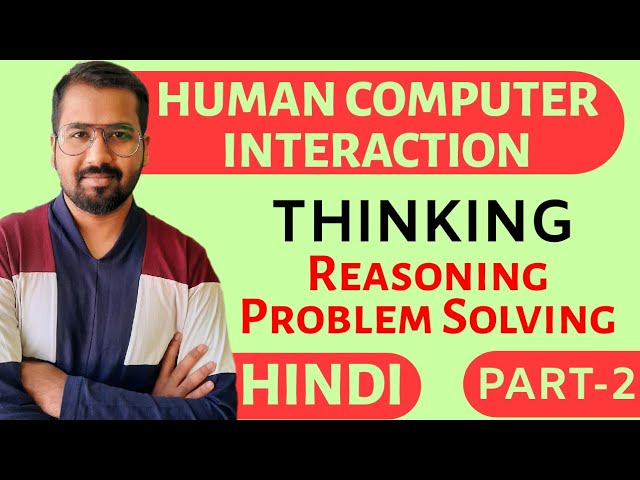 HUMAN COMPUTER
INTERACTION
THINKING
REASONING
PROBLEM SOLVING
HINDI
PART-2